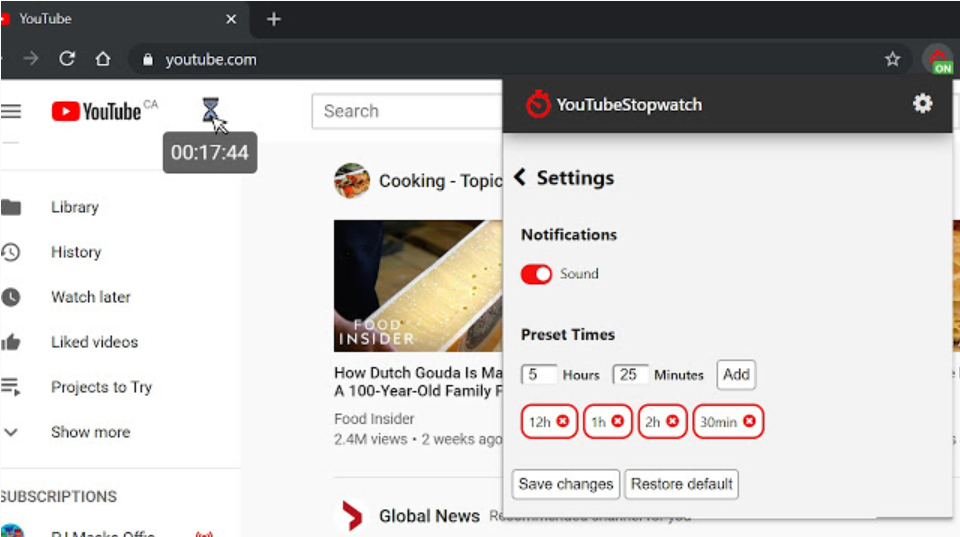 YouTube
youtube.com
ON
YouTube CA
Search
00:17:44
Library
History
Watch later
Liked videos
Projects to Try
Show more
SUBSCRIPTIONS
Cooking - Topic
FOOD
INSIDER
How Dutch Gouda Is Ma
A 100-Year-Old Family F
Food Insider
2.4M views • 2 weeks ago
Global News
YouTubeStopwatch
Settings
Notifications
Sound
Preset Times
5 Hours 25 Minutes Add
12h 1h 2h 30min
Save changes Restore default